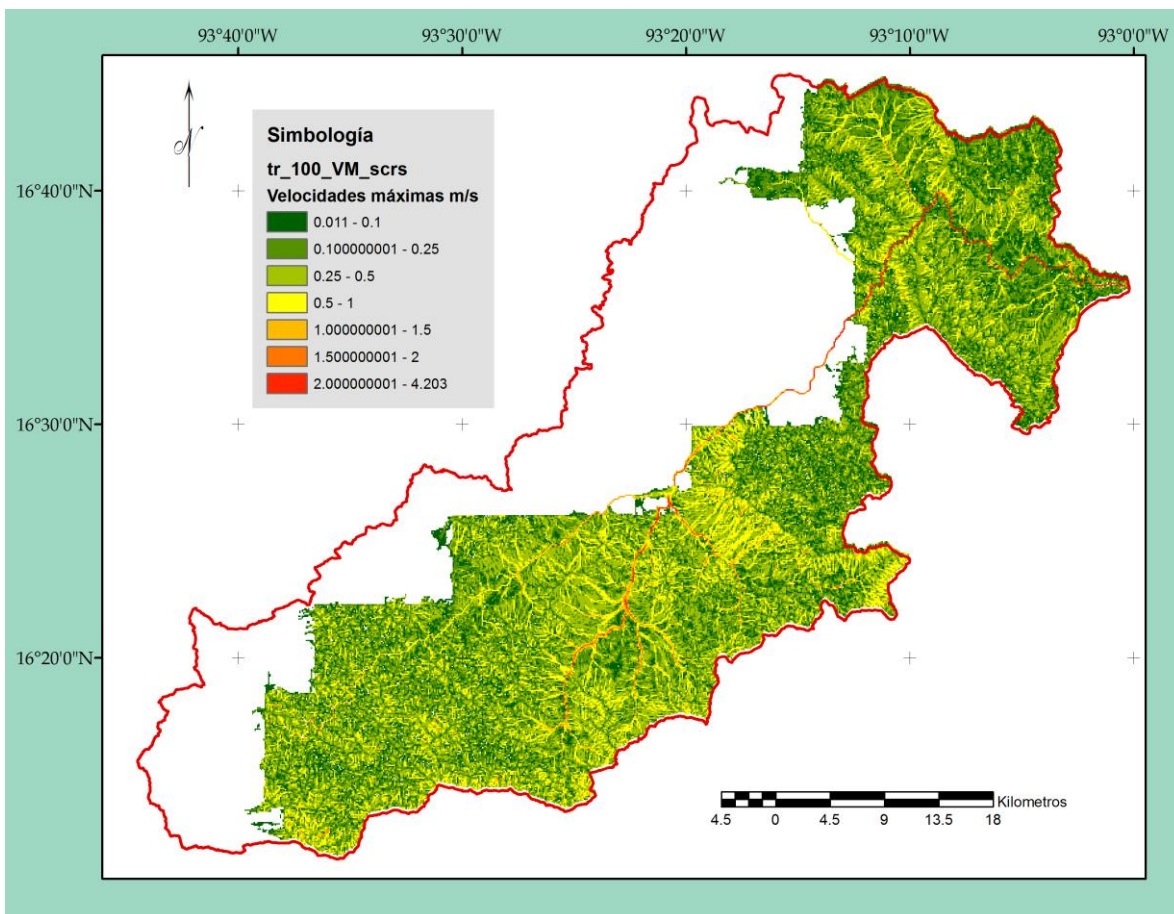 93°40'0"W 93°30'0"W 93°20'0"W 93°10'0"W 93°0'0"W
N
Simbología
tr_100_VM_scrs
Velocidades máximas m/s
0.011 - 0.1
0.100000001 - 0.25
0.25 - 0.5
0.5 - 1
1.000000001 - 1.5
1.500000001 - 2
2.000000001 - 4.203
16°40'0"N
16°30'0"N
16°20'0"N
Kilometros
4.5 0 4.5 9 13.5 18